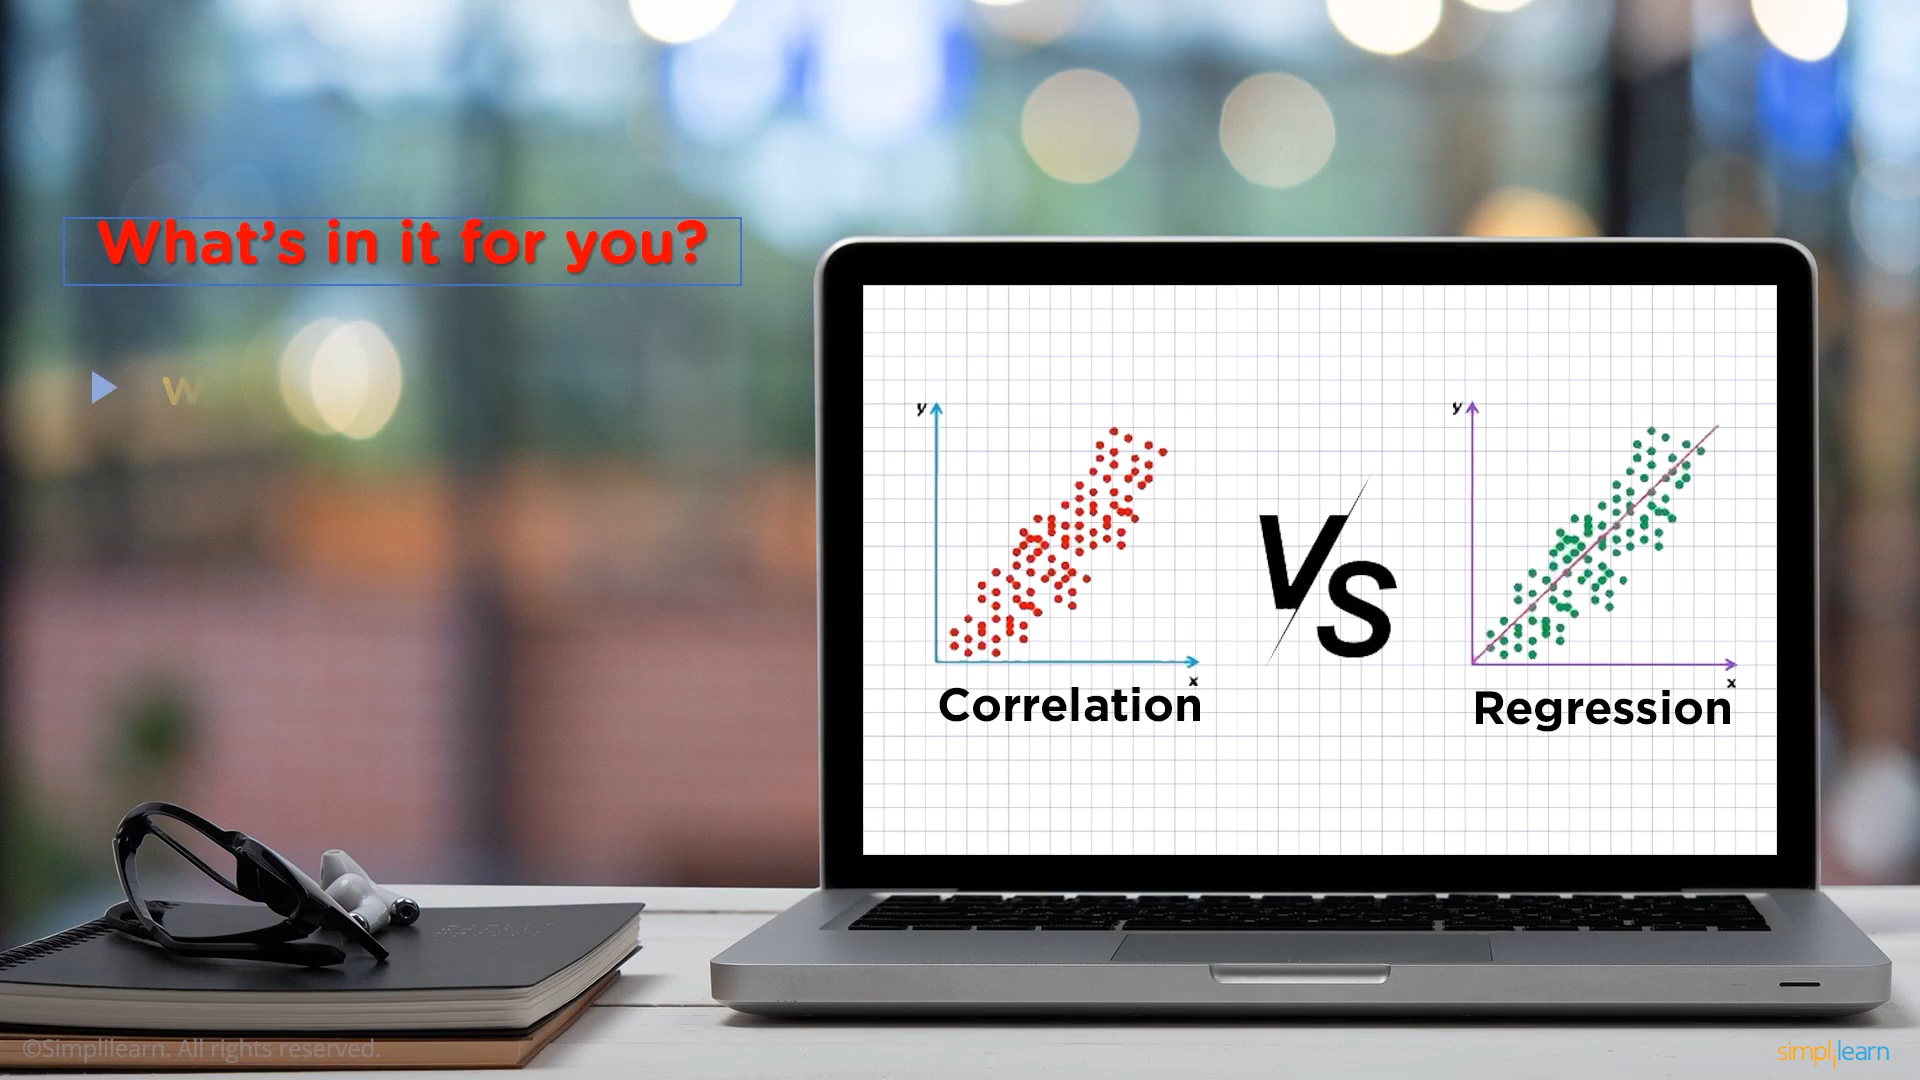 What's in it for you?
W
y
x
Correlation
VS
y
x
Regression
©Simplilearn. All rights reserved.
simplilearn